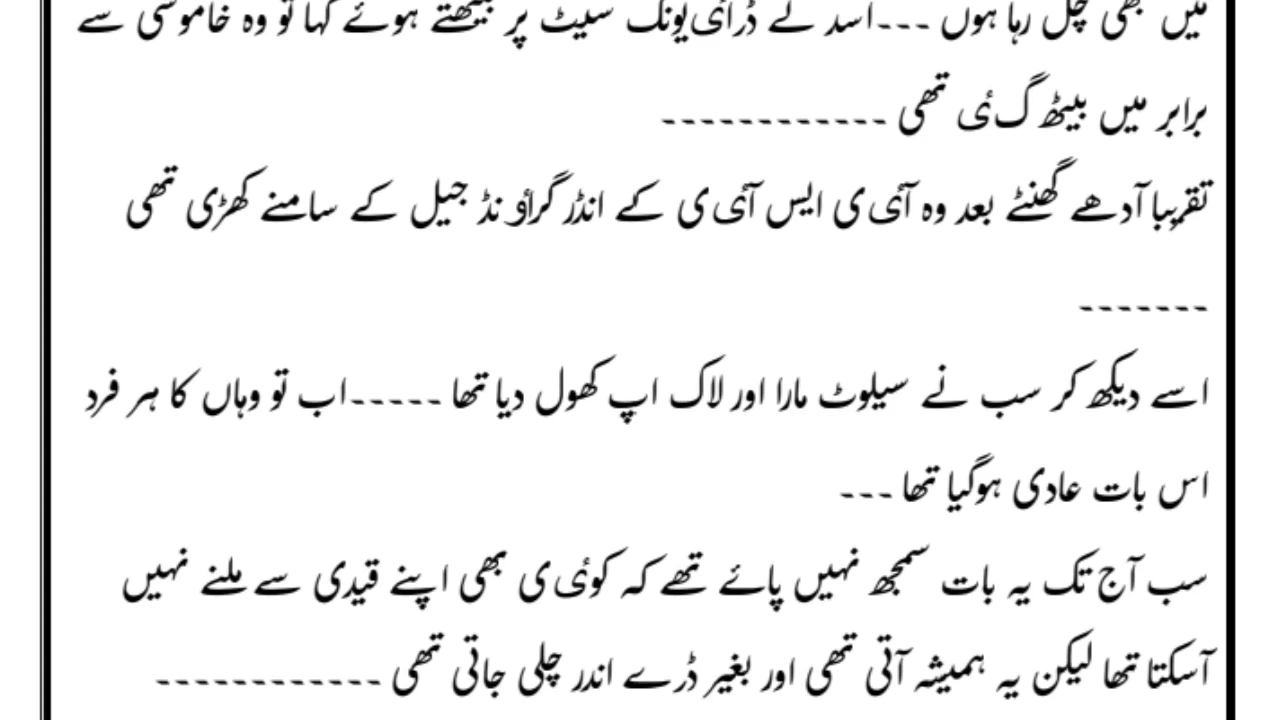 میں بھی چل رہا ہوں ---اسد نے ڈرائی یونگ سیٹ پر بیٹھتے ہوئے کہا تو وہ خاموشی سے
برابر میں بیٹھ گ ئی تھی ------------
تقریبا آدھے گھنٹے بعد وہ آئی ی ایس آئی ی کے انڈر گراؤ نڈ جیل کے سامنے کھڑی تھی
-------
اسے دیکھ کر سب نے سیلوٹ مارا اور لاک اپ کھول دیا تھا -----اب تو وہاں کا ہر فرد
اس بات عادی ہوگیا تھا ---
سب آج تک یہ بات سمجھ نہیں پائے تھے کہ کوئی ی بھی اپنے قیدی سے ملنے نہیں
آسکتا تھا لیکن یہ ہمیشہ آتی تھی اور بغیر ڈرے اندر چلی جاتی تھی ------------